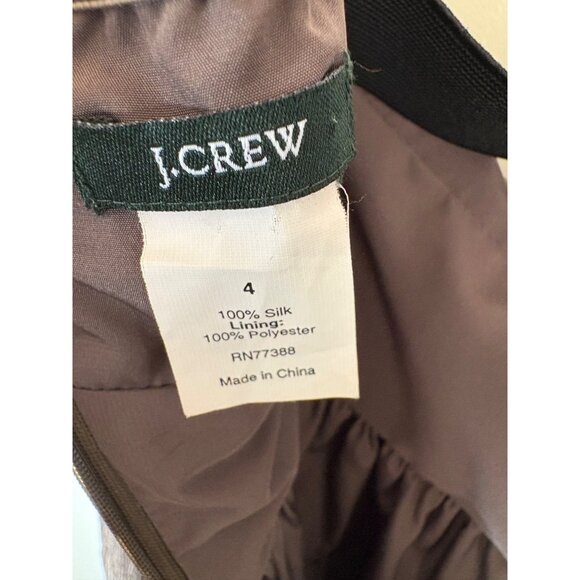 J.CREW
4
100% Silk
Lining:
100% Polyester
RN77388
Made in China